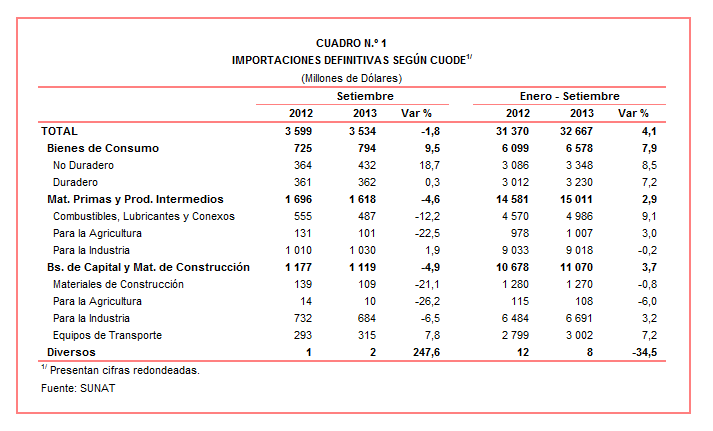 CUADRO N.º 1
IMPORTACIONES DEFINITIVAS SEGÚN CUODE1/
(Millones de Dólares)
Setiembre Enero - Setiembre
2012 2013 Var % 2012 2013 Var %
TOTAL 3 599 3 534 -1,8 31 370 32 667 4,1
Bienes de Consumo 725 794 9,5 6 099 6 578 7,9
No Duradero 364 432 18,7 3 086 3 348 8,5
Duradero 361 362 0,3 3 012 3 230 7,2
Mat. Primas y Prod. Intermedios 1 696 1 618 -4,6 14 581 15 011 2,9
Combustibles, Lubricantes y Conexos 555 487 -12,2 4 570 4 986 9,1
Para la Agricultura 131 101 -22,5 978 1 007 3,0
Para la Industria 1 010 1 030 1,9 9 033 9 018 -0,2
Bs. de Capital y Mat. de Construcción 1 177 1 119 -4,9 10 678 11 070 3,7
Materiales de Construcción 139 109 -21,1 1 280 1 270 -0,8
Para la Agricultura 14 10 -26,2 115 108 -6,0
Para la Industria 732 684 -6,5 6 484 6 691 3,2
Equipos de Transporte 293 315 7,8 2 799 3 002 7,2
Diversos 1 2 247,6 12 8 -34,5
1/ Presentan cifras redondeadas.
Fuente: SUNAT